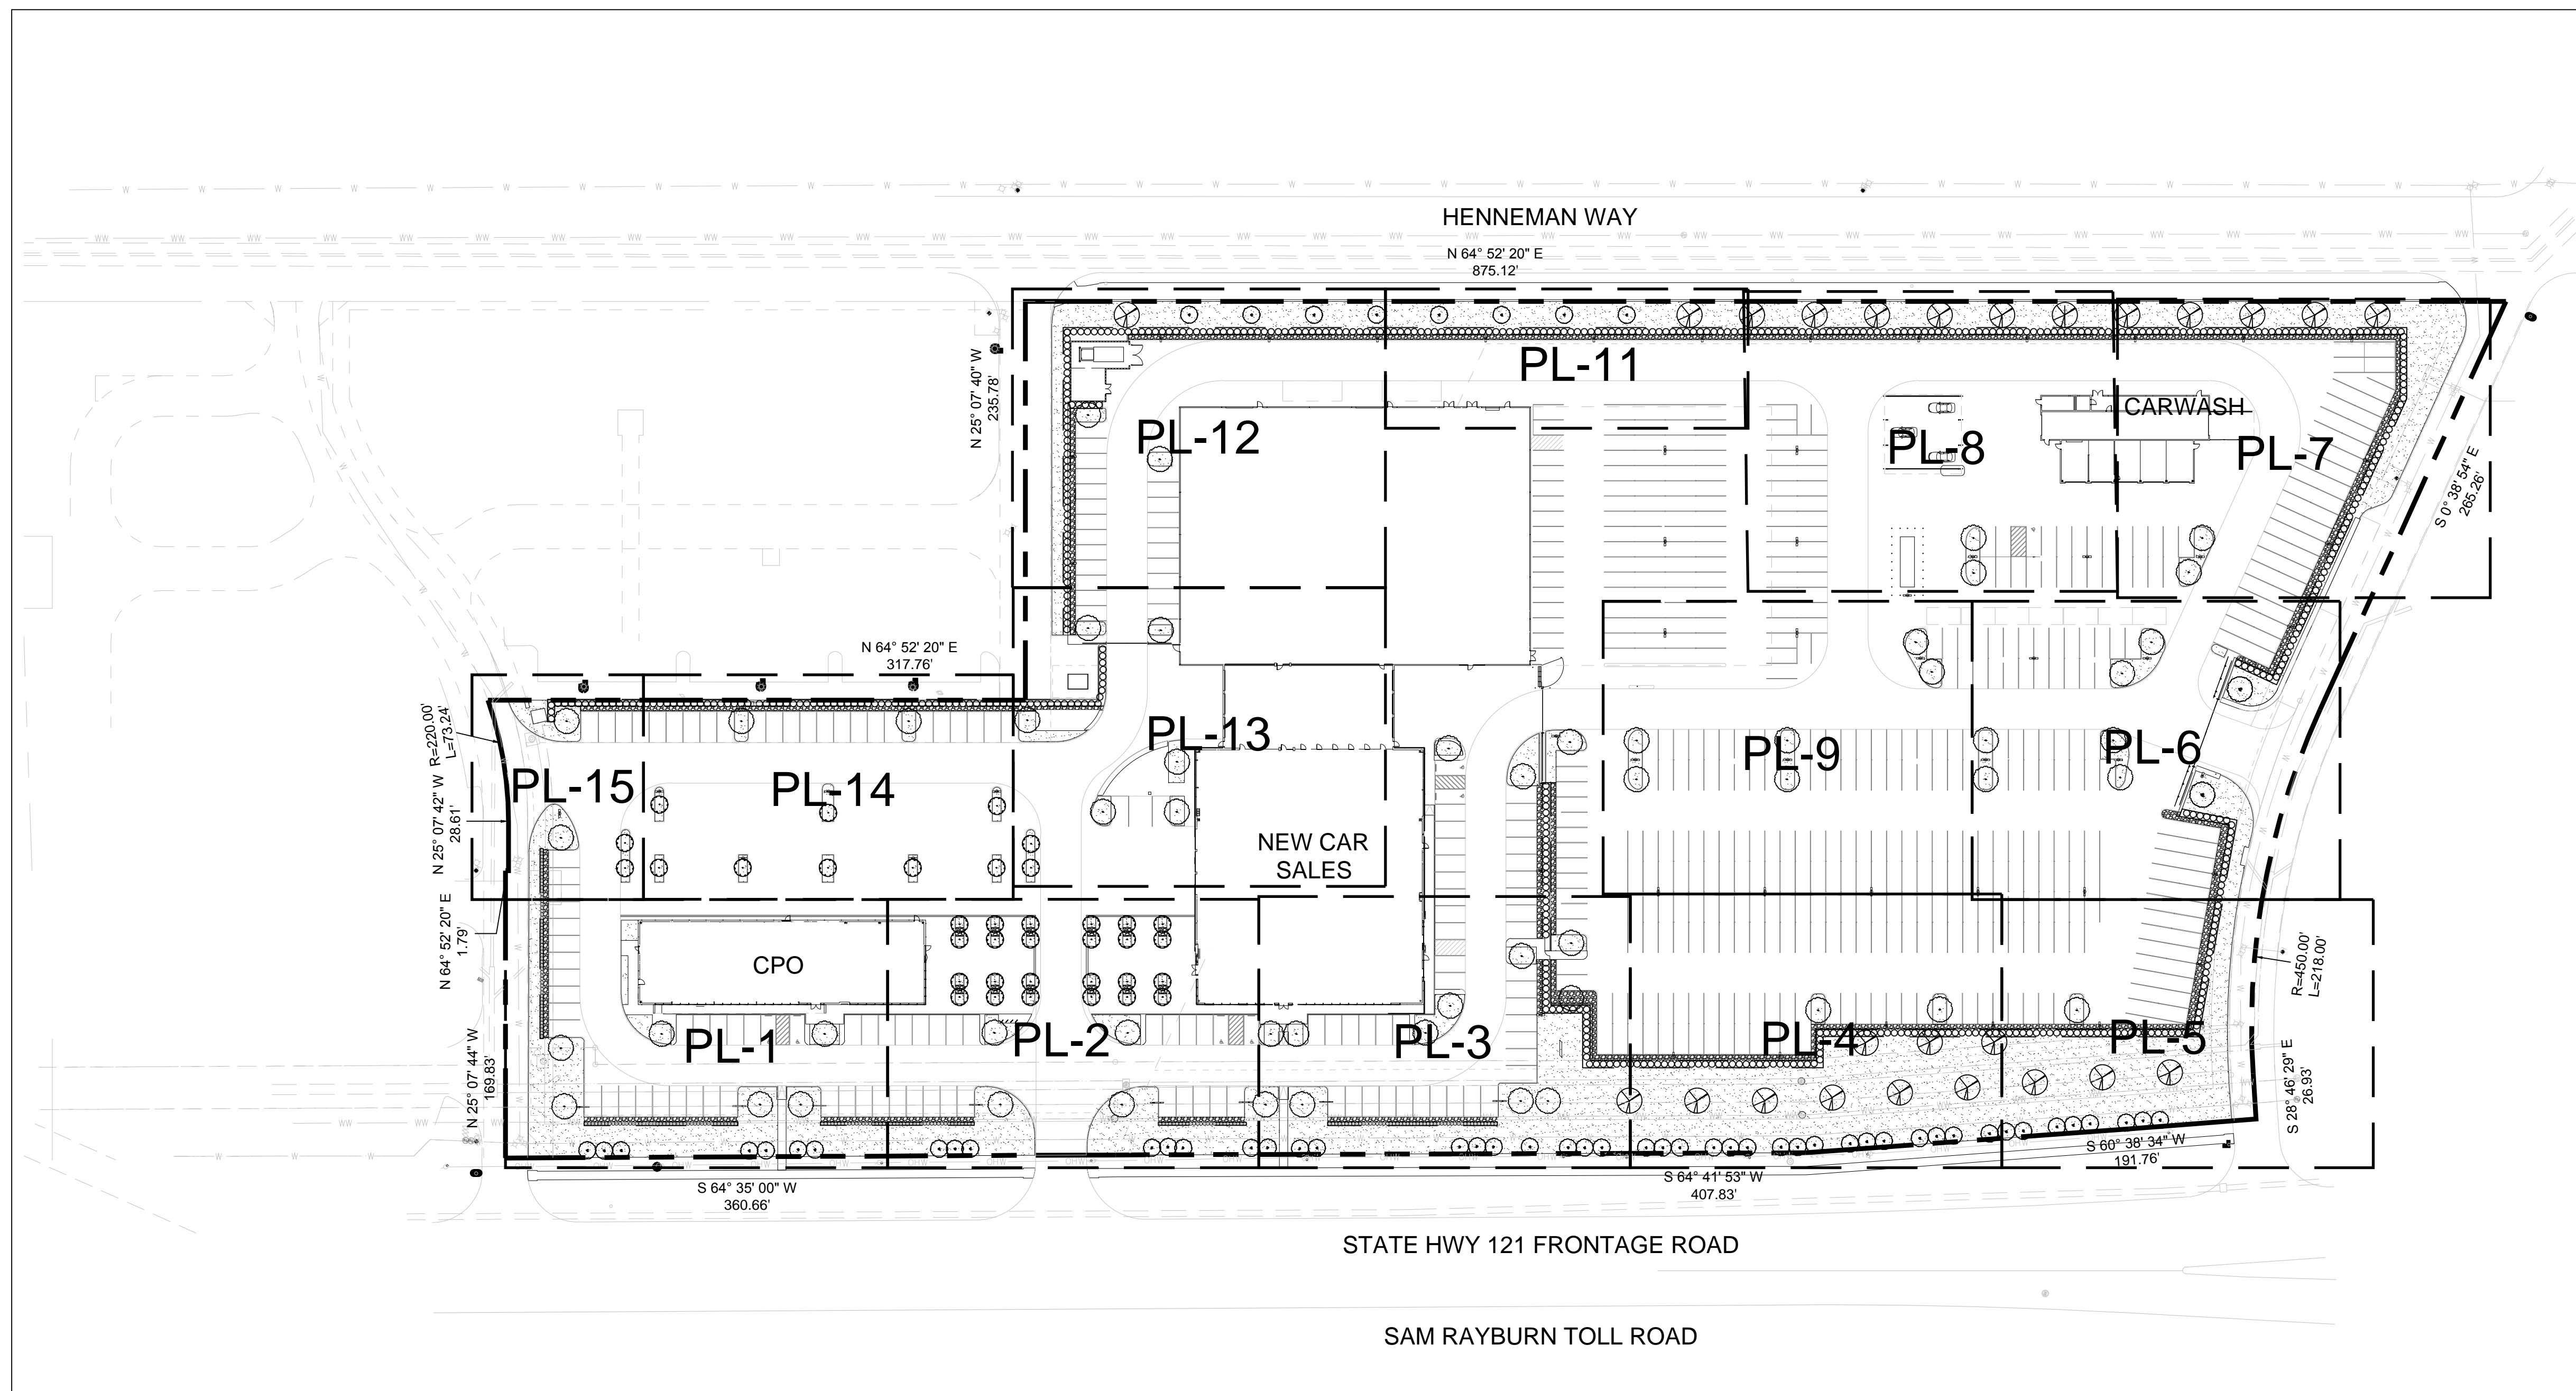 HENNEMAN WAY
N 64° 52' 20" E
875.12'
N 25° 07' 40" W
235.78'
PL-11
PL-12
PL-8
CARWASH
PL-7
S 0° 38' 54" E
265.26'
N 64° 52' 20" E
317.76'
R=220.00'
L=73.24'
N 25° 07' 42" W
28.61'
PL-15
PL-14
PL-13
PL-9
PL-6
NEW CAR
SALES
N 64° 52' 20" E
1.79'
CPO
R=450.00'
L=218.00'
N 25° 07' 44" W
169.83'
PL-1
PL-2
PL-3
PL-4
PL-5
S 28° 46' 29" E
26.93'
S 60° 38' 34" W
191.76'
S 64° 35' 00" W
360.66'
S 64° 41' 53" W
407.83'
STATE HWY 121 FRONTAGE ROAD
SAM RAYBURN TOLL ROAD